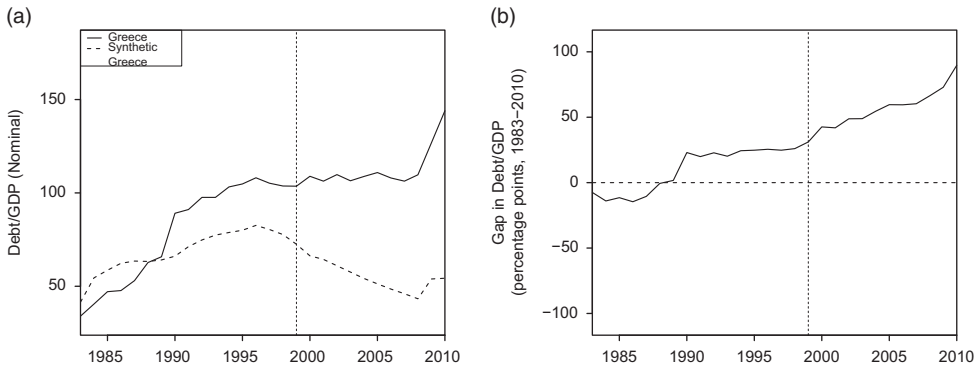 (a)
Greece
Synthetic
Greece
Debt/GDP (Nominal)
150
100
50
1985 1990 1995 2000 2005 2010
(b)
Gap in Debt/GDP
(percentage points, 1983−2010)
100
50
0
−50
−100
1985 1990 1995 2000 2005 2010